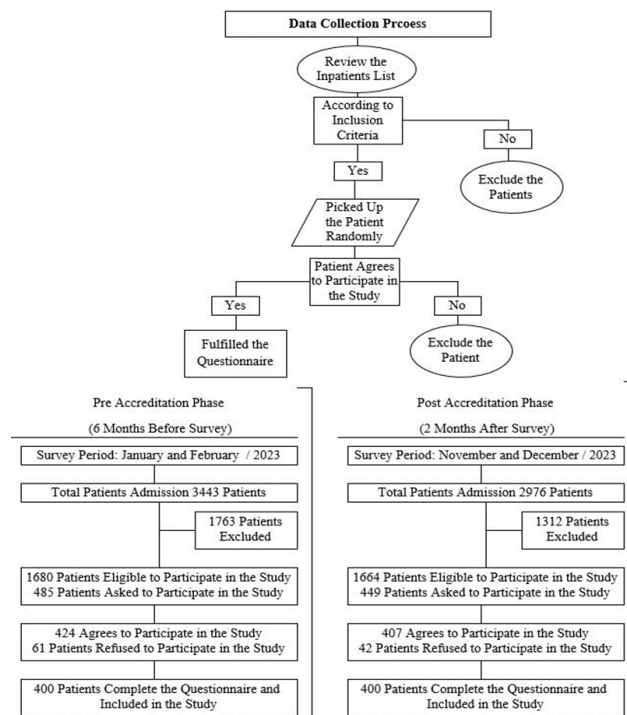 Data Collection Prcoess
Review the
Inpatients List
According to
Inclusion
Criteria
No
Yes
Exclude the
Patients
Picked Up
the Patient
Randomly
Patient Agrees
to Participate in
the Study
Yes
No
Fulfilled the
Questionnaire
Exclude the
Patient
Pre Accreditation Phase
(6 Months Before Survey)
Survey Period: January and February / 2023
Total Patients Admission 3443 Patients
1763 Patients
Excluded
1680 Patients Eligible to Participate in the Study
485 Patients Asked to Participate in the Study
424 Agrees to Participate in the Study
61 Patients Refused to Participate in the Study
400 Patients Complete the Questionnaire and
Included in the Study
Post Accreditation Phase
(2 Months After Survey)
Survey Period: November and December / 2023
Total Patients Admission 2976 Patients
1312 Patients
Excluded
1664 Patients Eligible to Participate in the Study
449 Patients Asked to Participate in the Study
407 Agrees to Participate in the Study
42 Patients Refused to Participate in the Study
400 Patients Complete the Questionnaire and
Included in the Study